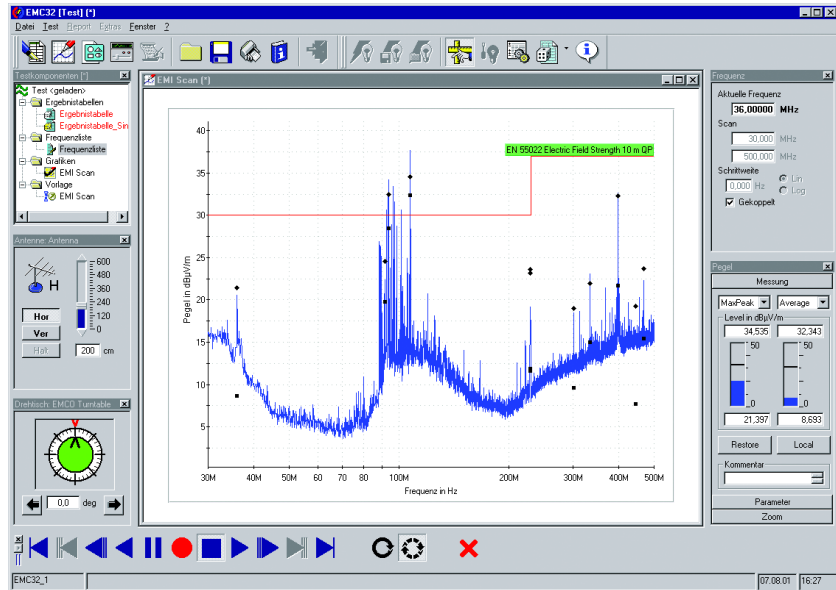 EMC32 [Test] (*)
Datei Test Report Extras Fenster ?
Testkomponenten [*]
Test <geladen>
Ergebnistabellen
Ergebnistabelle
Ergebnistabelle_Sin
Frequenzliste
Frequenzliste
Grafiken
EMI Scan
Vorlage
EMI Scan
Antenne: Antenna
H
600
480
360
240
120
0
Hor
Ver
Halt
200 cm
Drehtisch: EMCO Turntable
0,0 deg
EMI Scan (*)
EN 55022 Electric Field Strength 10 m QP
Pegel in dBµV/m
40
35
30
25
20
15
10
5
30M 40M 50M 60 70 80 100M 200M 300M 400M 500M
Frequenz in Hz
Frequenz
Aktuelle Frequenz
36,00000 MHz
Scan
30,000 MHz
500,000 MHz
Schrittweite
0,000 Hz
Lin
Log
Gekoppelt
Pegel
Messung
MaxPeak Average
Level in dBµV/m
34,535 32,343
50 50
0 0
21,397 8,693
Restore Local
Kommentar
Parameter
Zoom
EMC32_1
07.08.01 16:27